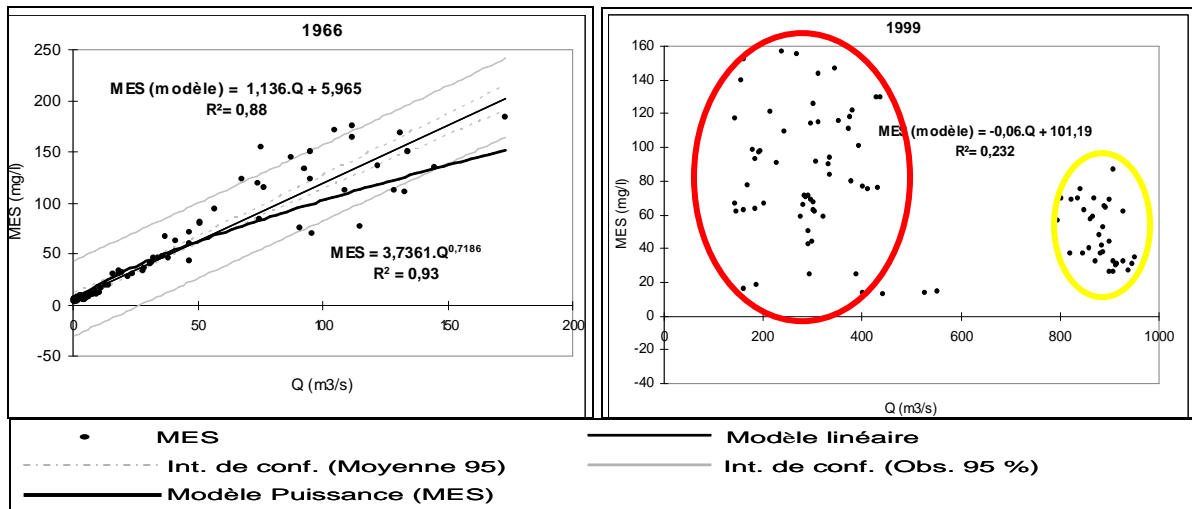 1966
250
200
150
100
50
0
-50
MES (mg/l)
MES (modèle) = 1,136.Q + 5,965
R²= 0,88
MES = 3,7361.Q^0,7186
R² = 0,93
0 50 100 150 200
Q (m3/s)
1999
160
140
120
100
80
60
40
20
0
-20
-40
MES (mg/l)
MES (modèle) = -0,06.Q + 101,19
R²= 0,232
0 200 400 600 800 1000
Q (m3/s)
MES
Modèle linéaire
Int. de conf. (Moyenne 95)
Int. de conf. (Obs. 95 %)
Modèle Puissance (MES)